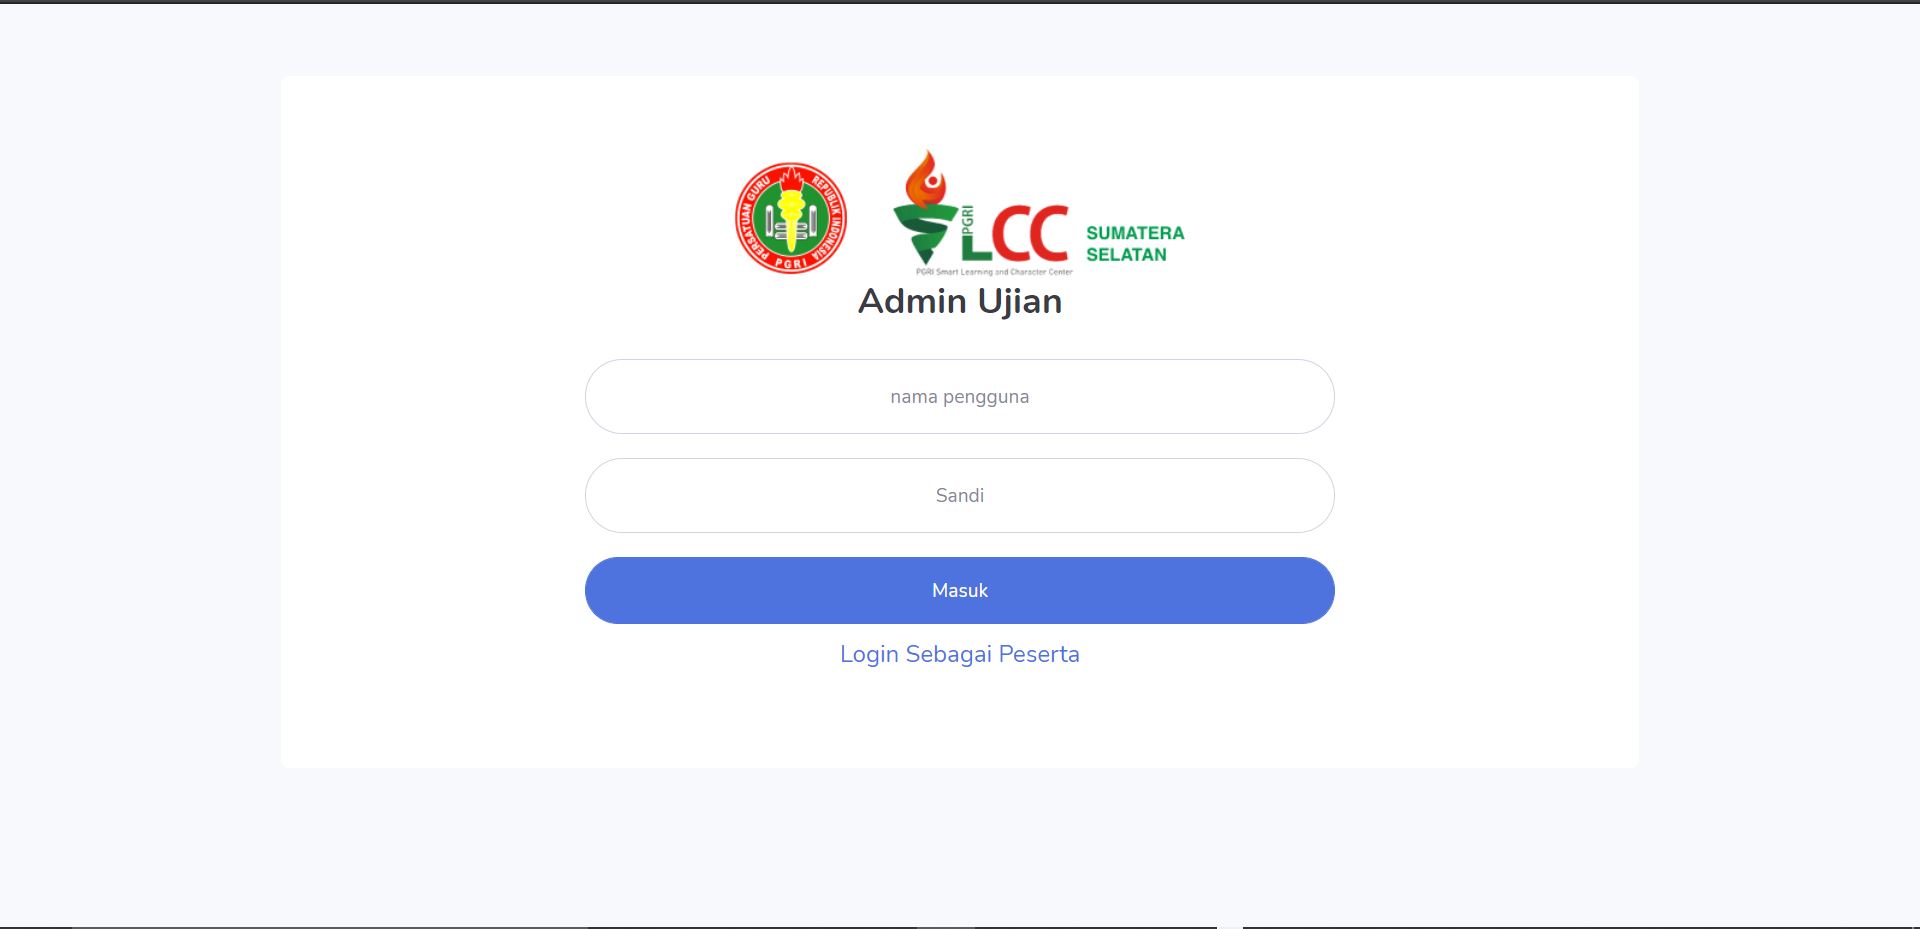 PERSATUAN GURU REPUBLIK INDONESIA
PGRI
PGRI
LCC
SUMATERA
SELATAN
PGRI Smart Learning and Character Center
Admin Ujian
nama pengguna
Sandi
Masuk
Login Sebagai Peserta